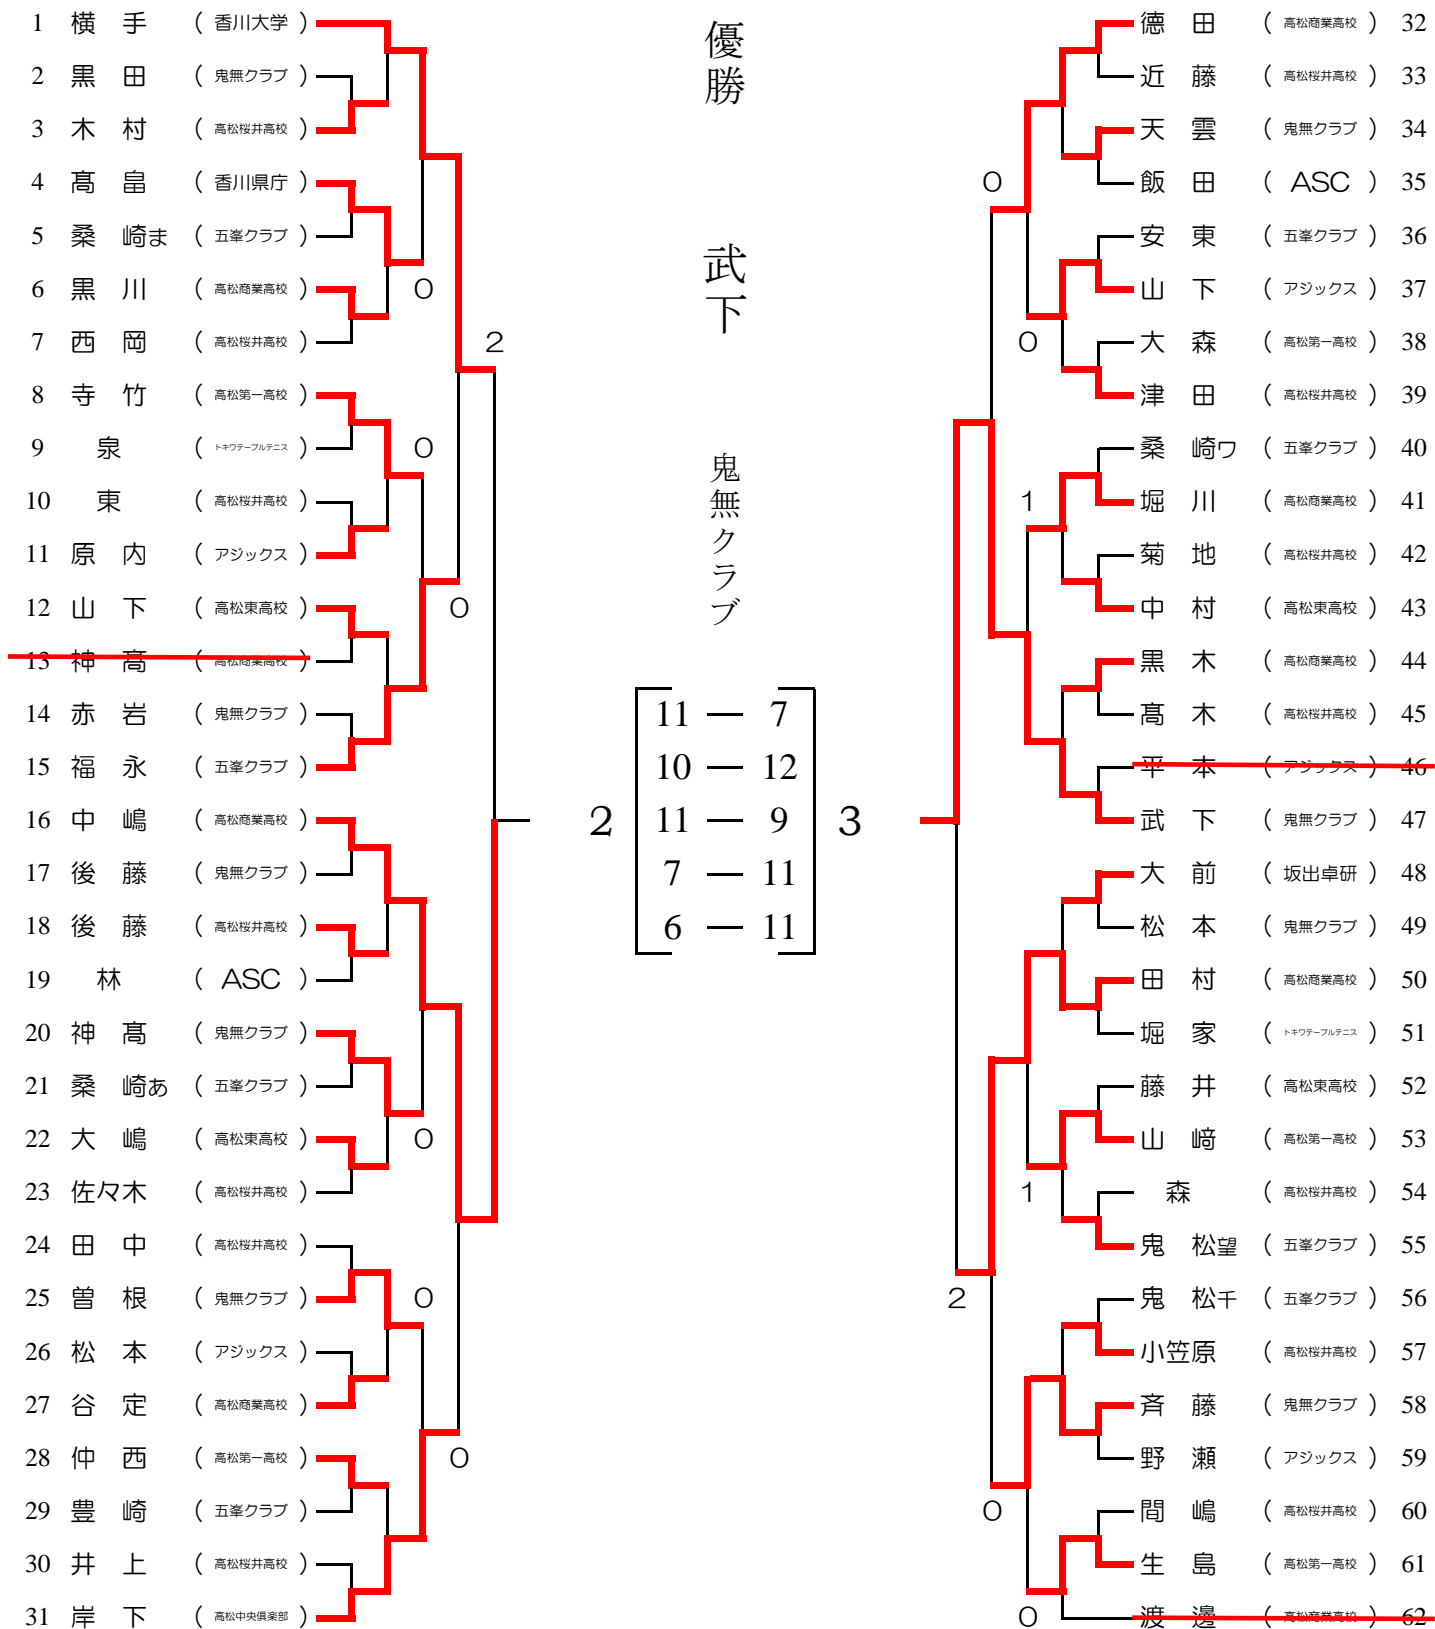 1 横手 (香川大学)
2 黒田 (鬼無クラブ)
3 木村 (高松桜井高校)
4 髙畠 (香川県庁)
5 桑崎ま (五峯クラブ)
6 黒川 (高松商業高校)
7 西岡 (高松桜井高校)
8 寺竹 (高松第一高校)
9 泉 (トキワテーブルテニス)
10 東 (高松桜井高校)
11 原内 (アジックス)
12 山下 (高松東高校)
13 神髙 (高松商業高校)
14 赤岩 (鬼無クラブ)
15 福永 (五峯クラブ)
16 中嶋 (高松商業高校)
17 後藤 (鬼無クラブ)
18 後藤 (高松桜井高校)
19 林 (ASC)
20 神髙 (鬼無クラブ)
21 桑崎あ (五峯クラブ)
22 大嶋 (高松東高校)
23 佐々木 (高松桜井高校)
24 田中 (高松桜井高校)
25 曽根 (鬼無クラブ)
26 松本 (アジックス)
27 谷定 (高松商業高校)
28 仲西 (高松第一高校)
29 豊崎 (五峯クラブ)
30 井上 (高松桜井高校)
31 岸下 (高松中央倶楽部)
0
2
0
0
0
0
0
優勝
武下
鬼無クラブ
2
11 — 7
10 — 12
11 — 9
7 — 11
6 — 11
3
0
0
1
1
2
0
0
德田 (高松商業高校) 32
近藤 (高松桜井高校) 33
天雲 (鬼無クラブ) 34
飯田 (ASC) 35
安東 (五峯クラブ) 36
山下 (アジックス) 37
大森 (高松第一高校) 38
津田 (高松桜井高校) 39
桑崎ワ (五峯クラブ) 40
堀川 (高松商業高校) 41
菊地 (高松桜井高校) 42
中村 (高松東高校) 43
黒木 (高松商業高校) 44
髙木 (高松桜井高校) 45
平本 (アジックス) 46
武下 (鬼無クラブ) 47
大前 (坂出卓研) 48
松本 (鬼無クラブ) 49
田村 (高松商業高校) 50
堀家 (トキワテーブルテニス) 51
藤井 (高松東高校) 52
山﨑 (高松第一高校) 53
森 (高松桜井高校) 54
鬼松望 (五峯クラブ) 55
鬼松千 (五峯クラブ) 56
小笠原 (高松桜井高校) 57
斉藤 (鬼無クラブ) 58
野瀬 (アジックス) 59
間嶋 (高松桜井高校) 60
生島 (高松第一高校) 61
渡邊 (高松商業高校) 62